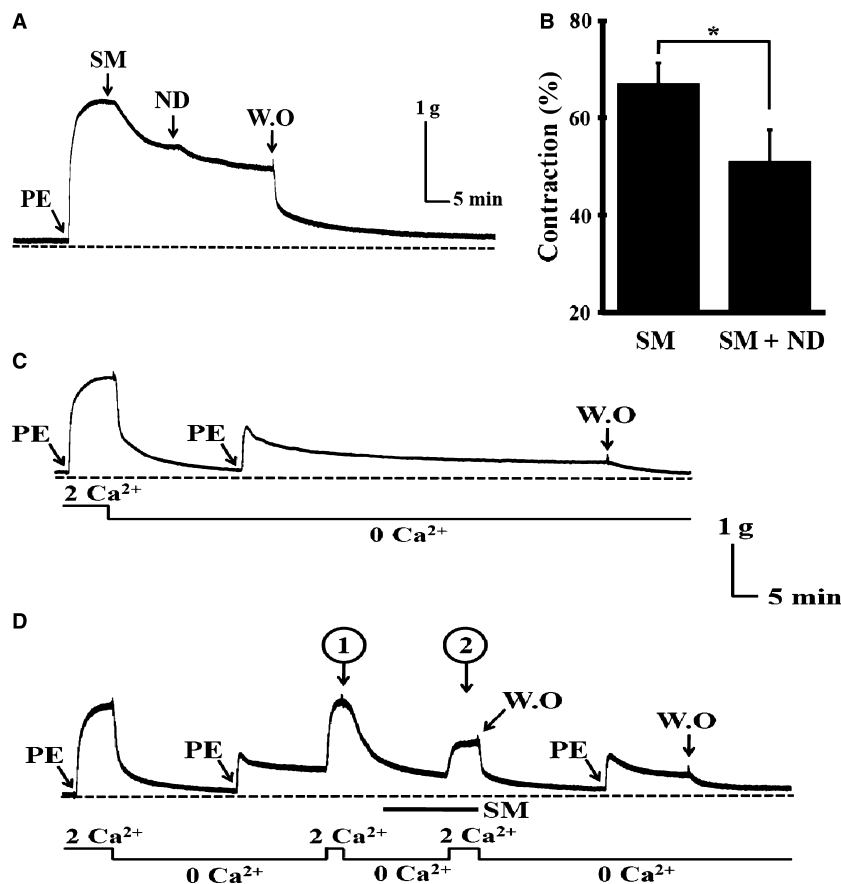 A
SM
ND
W.O
PE
1 g
5 min
B
80
60
40
20
Contraction (%)
*
SM
SM + ND
C
PE
PE
W.O
2 Ca²⁺
0 Ca²⁺
1 g
5 min
D
1
2
W.O
W.O
PE
PE
PE
SM
2 Ca²⁺
2 Ca²⁺
2 Ca²⁺
0 Ca²⁺
0 Ca²⁺
0 Ca²⁺